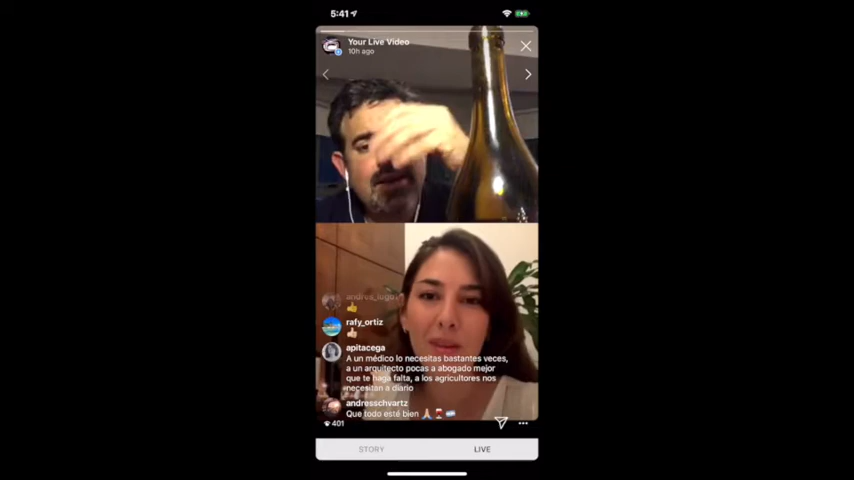 5:41
Your Live Video
10h ago
rafy_ortiz
apitacega
A un médico lo necesitas bastantes veces,
a un arquitecto pocas a abogado mejor
que te haga falta, a los agricultores nos
necesitan a diario
andresschvartz
Que todo esté bien
401
STORY
LIVE